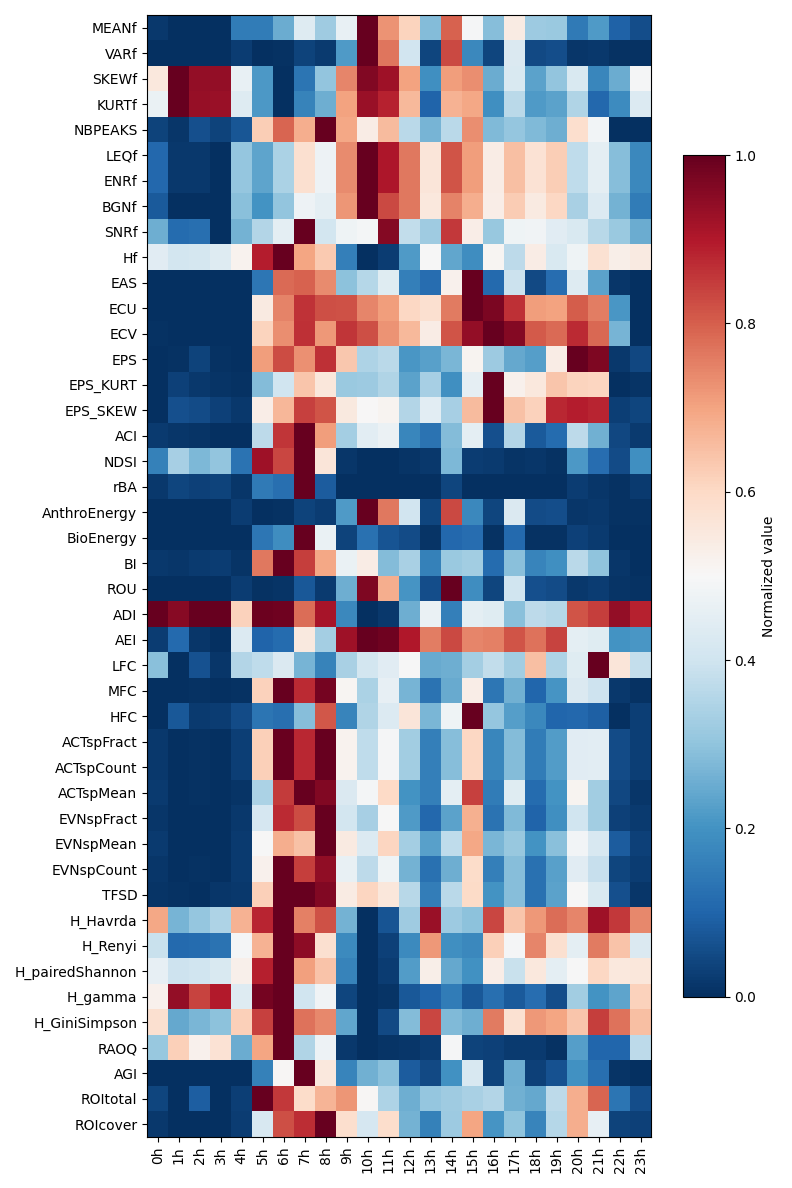 MEANf
VARf
SKEWf
KURTf
NBPEAKS
LEQf
ENRf
BGNf
SNRf
Hf
EAS
ECU
ECV
EPS
EPS_KURT
EPS_SKEW
ACI
NDSI
rBA
AnthroEnergy
BioEnergy
BI
ROU
ADI
AEI
LFC
MFC
HFC
ACTspFract
ACTspCount
ACTspMean
EVNspFract
EVNspMean
EVNspCount
TFSD
H_Havrda
H_Renyi
H_pairedShannon
H_gamma
H_GiniSimpson
RAOQ
AGI
ROItotal
ROIcover
0h 1h 2h 3h 4h 5h 6h 7h 8h 9h 10h 11h 12h 13h 14h 15h 16h 17h 18h 19h 20h 21h 22h 23h
1.0
0.8
0.6
0.4
0.2
0.0
Normalized value